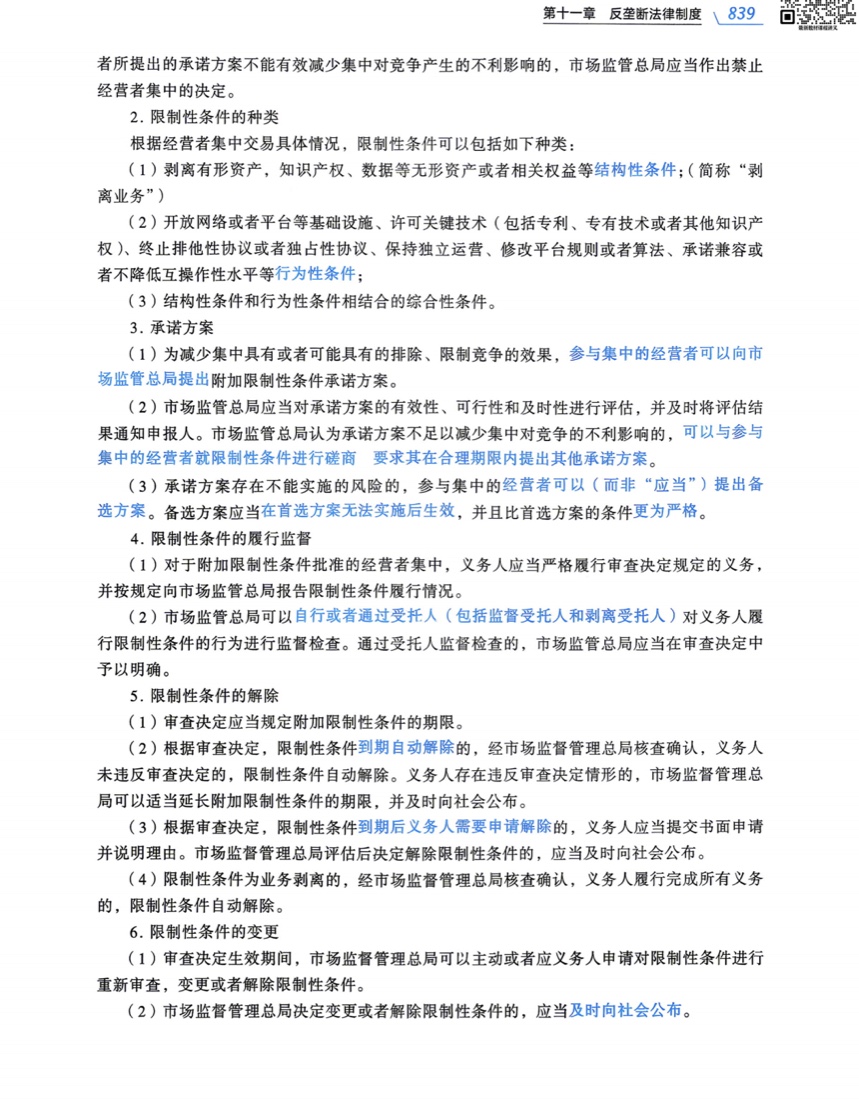 第十一章 反垄断法律制度 839
者所提出的承诺方案不能有效减少集中对竞争产生的不利影响的，市场监管总局应当作出禁止
经营者集中的决定。
2. 限制性条件的种类
根据经营者集中交易具体情况，限制性条件可以包括如下种类：
（1）剥离有形资产，知识产权、数据等无形资产或者相关权益等结构性条件；（简称“剥
离业务”）
（2）开放网络或者平台等基础设施、许可关键技术（包括专利、专有技术或者其他知识产
权）、终止排他性协议或者独占性协议、保持独立运营、修改平台规则或者算法、承诺兼容或
者不降低互操作性水平等行为性条件；
（3）结构性条件和行为性条件相结合的综合性条件。
3. 承诺方案
（1）为减少集中具有或者可能具有的排除、限制竞争的效果，参与集中的经营者可以向市
场监管总局提出附加限制性条件承诺方案。
（2）市场监管总局应当对承诺方案的有效性、可行性和及时性进行评估，并及时将评估结
果通知申报人。市场监管总局认为承诺方案不足以减少集中对竞争的不利影响的，可以与参与
集中的经营者就限制性条件进行磋商 要求其在合理期限内提出其他承诺方案。
（3）承诺方案存在不能实施的风险的，参与集中的经营者可以（而非“应当”）提出备
选方案。备选方案应当在首选方案无法实施后生效，并且比首选方案的条件更为严格。
4. 限制性条件的履行监督
（1）对于附加限制性条件批准的经营者集中，义务人应当严格履行审查决定规定的义务，
并按规定向市场监管总局报告限制性条件履行情况。
（2）市场监管总局可以自行或者通过受托人（包括监督受托人和剥离受托人）对义务人履
行限制性条件的行为进行监督检查。通过受托人监督检查的，市场监管总局应当在审查决定中
予以明确。
5. 限制性条件的解除
（1）审查决定应当规定附加限制性条件的期限。
（2）根据审查决定，限制性条件到期自动解除的，经市场监督管理总局核查确认，义务人
未违反审查决定的，限制性条件自动解除。义务人存在违反审查决定情形的，市场监督管理总
局可以适当延长附加限制性条件的期限，并及时向社会公布。
（3）根据审查决定，限制性条件到期后义务人需要申请解除的，义务人应当提交书面申请
并说明理由。市场监督管理总局评估后决定解除限制性条件的，应当及时向社会公布。
（4）限制性条件为业务剥离的，经市场监督管理总局核查确认，义务人履行完成所有义务
的，限制性条件自动解除。
6. 限制性条件的变更
（1）审查决定生效期间，市场监督管理总局可以主动或者应义务人申请对限制性条件进行
重新审查，变更或者解除限制性条件。
（2）市场监督管理总局决定变更或者解除限制性条件的，应当及时向社会公布。